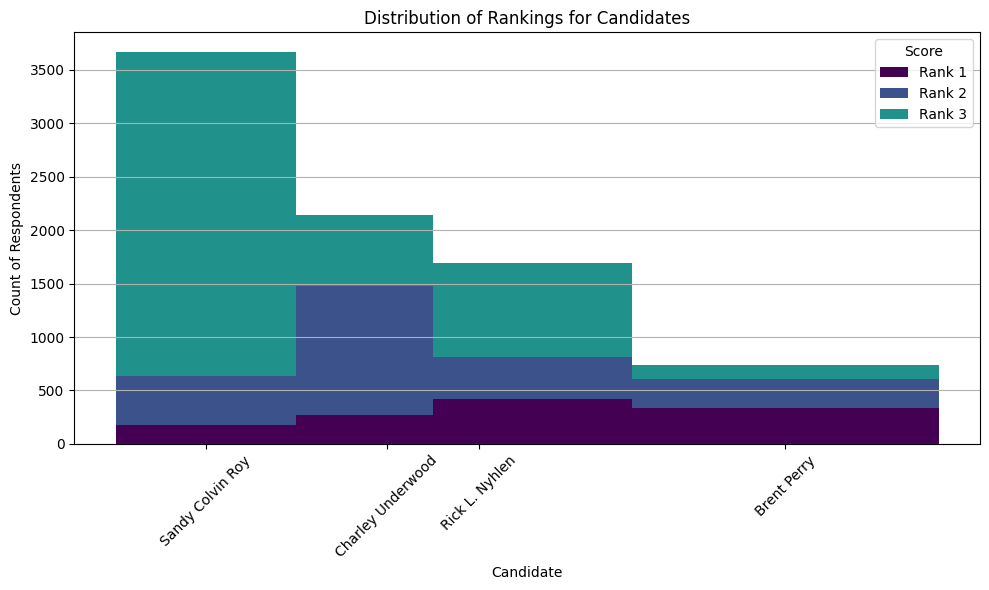 Distribution of Rankings for Candidates
Score
Rank 1
Rank 2
Rank 3
Count of Respondents
3500
3000
2500
2000
1500
1000
500
0
Sandy Colvin Roy
Charley Underwood
Rick L. Nyhlen
Brent Perry
Candidate